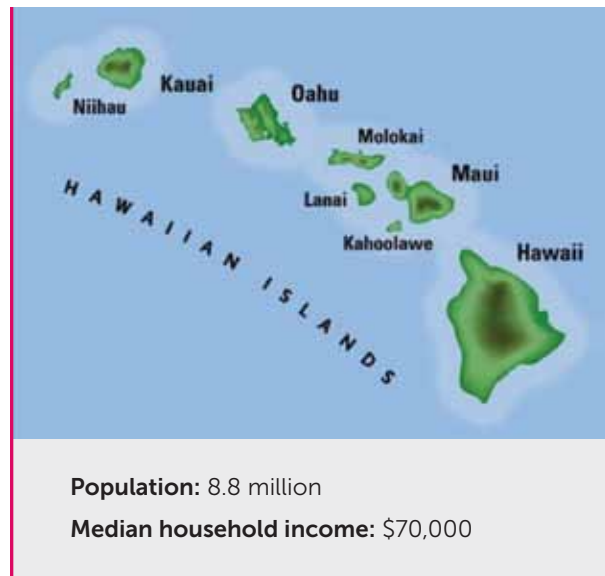 Kauai
Niihau
Oahu
Molokai
Maui
Lanai
Kahoolawe
Hawaii
HAWAIIAN ISLANDS
Population: 8.8 million
Median household income: $70,000